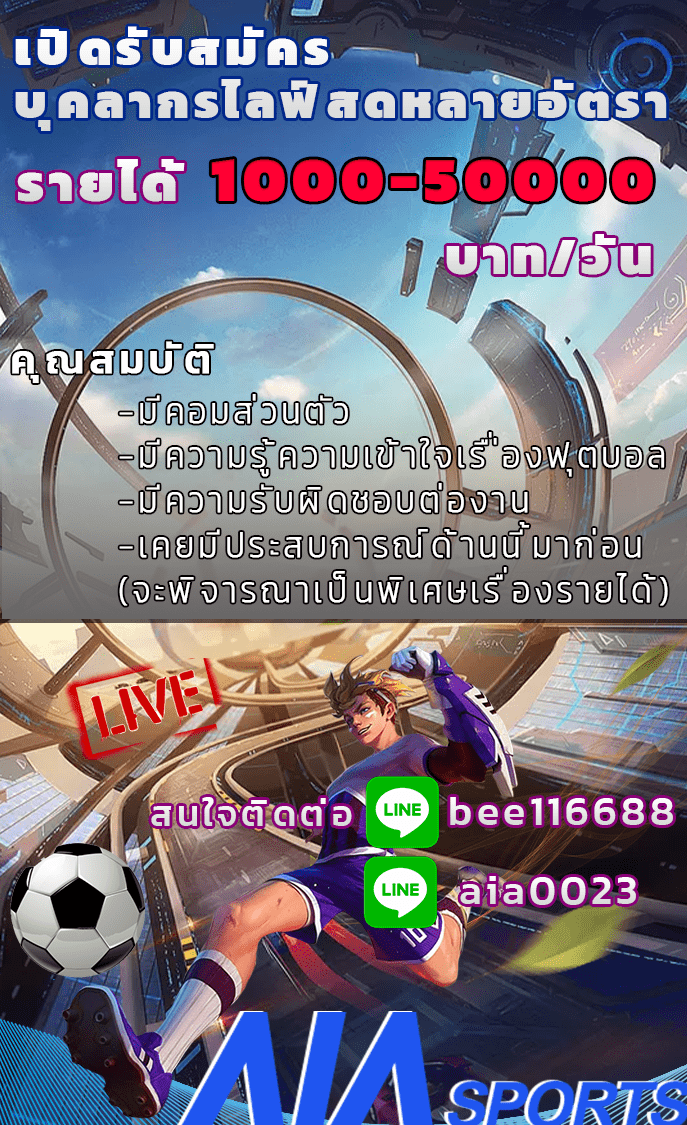 เปิดรับสมัคร
บุคลากรไลฟ์สดหลายอัตรา
รายได้ 1000-50000
บาท/วัน
คุณสมบัติ
-มีคอมส่วนตัว
-มีความรู้ความเข้าใจเรื่องฟุตบอล
-มีความรับผิดชอบต่องาน
-เคยมีประสบการณ์ด้านนี้มาก่อน
(จะพิจารณาเป็นพิเศษเรื่องรายได้)
LIVE
สนใจติดต่อ LINE bee116688
LINE aia0023
10
AIA SPORTS